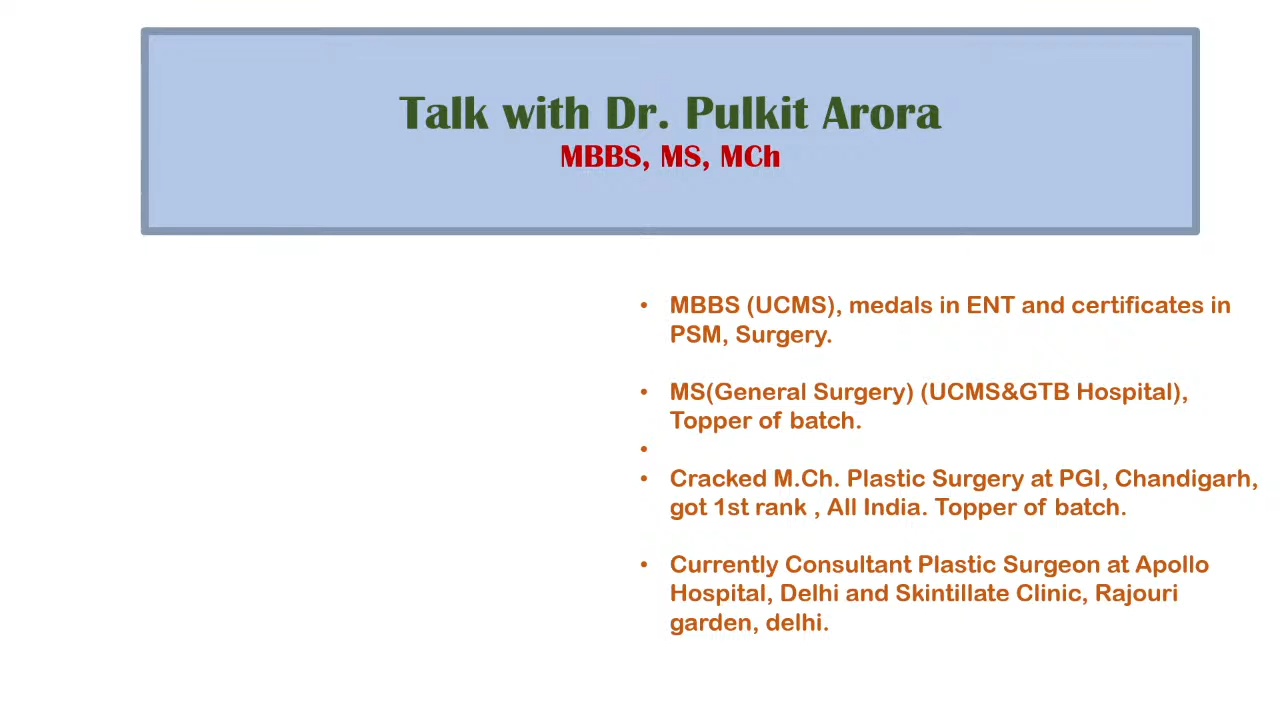 Talk with Dr. Pulkit Arora
MBBS, MS, MCh
• MBBS (UCMS), medals in ENT and certificates in
PSM, Surgery.
• MS(General Surgery) (UCMS&GTB Hospital),
Topper of batch.
•
• Cracked M.Ch. Plastic Surgery at PGI, Chandigarh,
got 1st rank , All India. Topper of batch.
• Currently Consultant Plastic Surgeon at Apollo
Hospital, Delhi and Skintillate Clinic, Rajouri
garden, delhi.